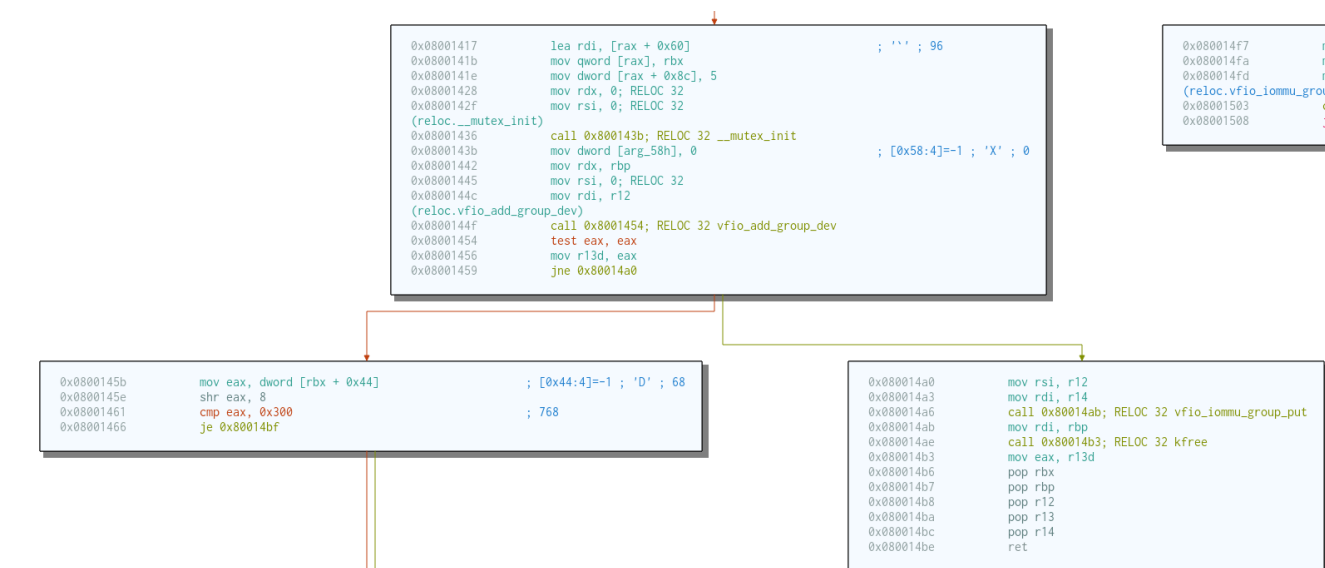 0x08001417 lea rdi, [rax + 0x60] ; '`' ; 96
0x0800141b mov qword [rax], rbx
0x0800141e mov dword [rax + 0x8c], 5
0x08001428 mov rdx, 0; RELOC 32
0x0800142f mov rsi, 0; RELOC 32
(reloc.__mutex_init)
0x08001436 call 0x800143b; RELOC 32 __mutex_init
0x0800143b mov dword [arg_58h], 0 ; [0x58:4]=-1 ; 'X' ; 0
0x08001442 mov rdx, rbp
0x08001445 mov rsi, 0; RELOC 32
0x0800144c mov rdi, r12
(reloc.vfio_add_group_dev)
0x0800144f call 0x8001454; RELOC 32 vfio_add_group_dev
0x08001454 test eax, eax
0x08001456 mov r13d, eax
0x08001459 jne 0x80014a0
0x080014f7
0x080014fa
0x080014fd
(reloc.vfio_iommu_grou
0x08001503
0x08001508
0x0800145b mov eax, dword [rbx + 0x44] ; [0x44:4]=-1 ; 'D' ; 68
0x0800145e shr eax, 8
0x08001461 cmp eax, 0x300 ; 768
0x08001466 je 0x80014bf
0x080014a0 mov rsi, r12
0x080014a3 mov rdi, r14
0x080014a6 call 0x80014ab; RELOC 32 vfio_iommu_group_put
0x080014ab mov rdi, rbp
0x080014ae call 0x80014b3; RELOC 32 kfree
0x080014b3 mov eax, r13d
0x080014b6 pop rbx
0x080014b7 pop rbp
0x080014b8 pop r12
0x080014ba pop r13
0x080014bc pop r14
0x080014be ret